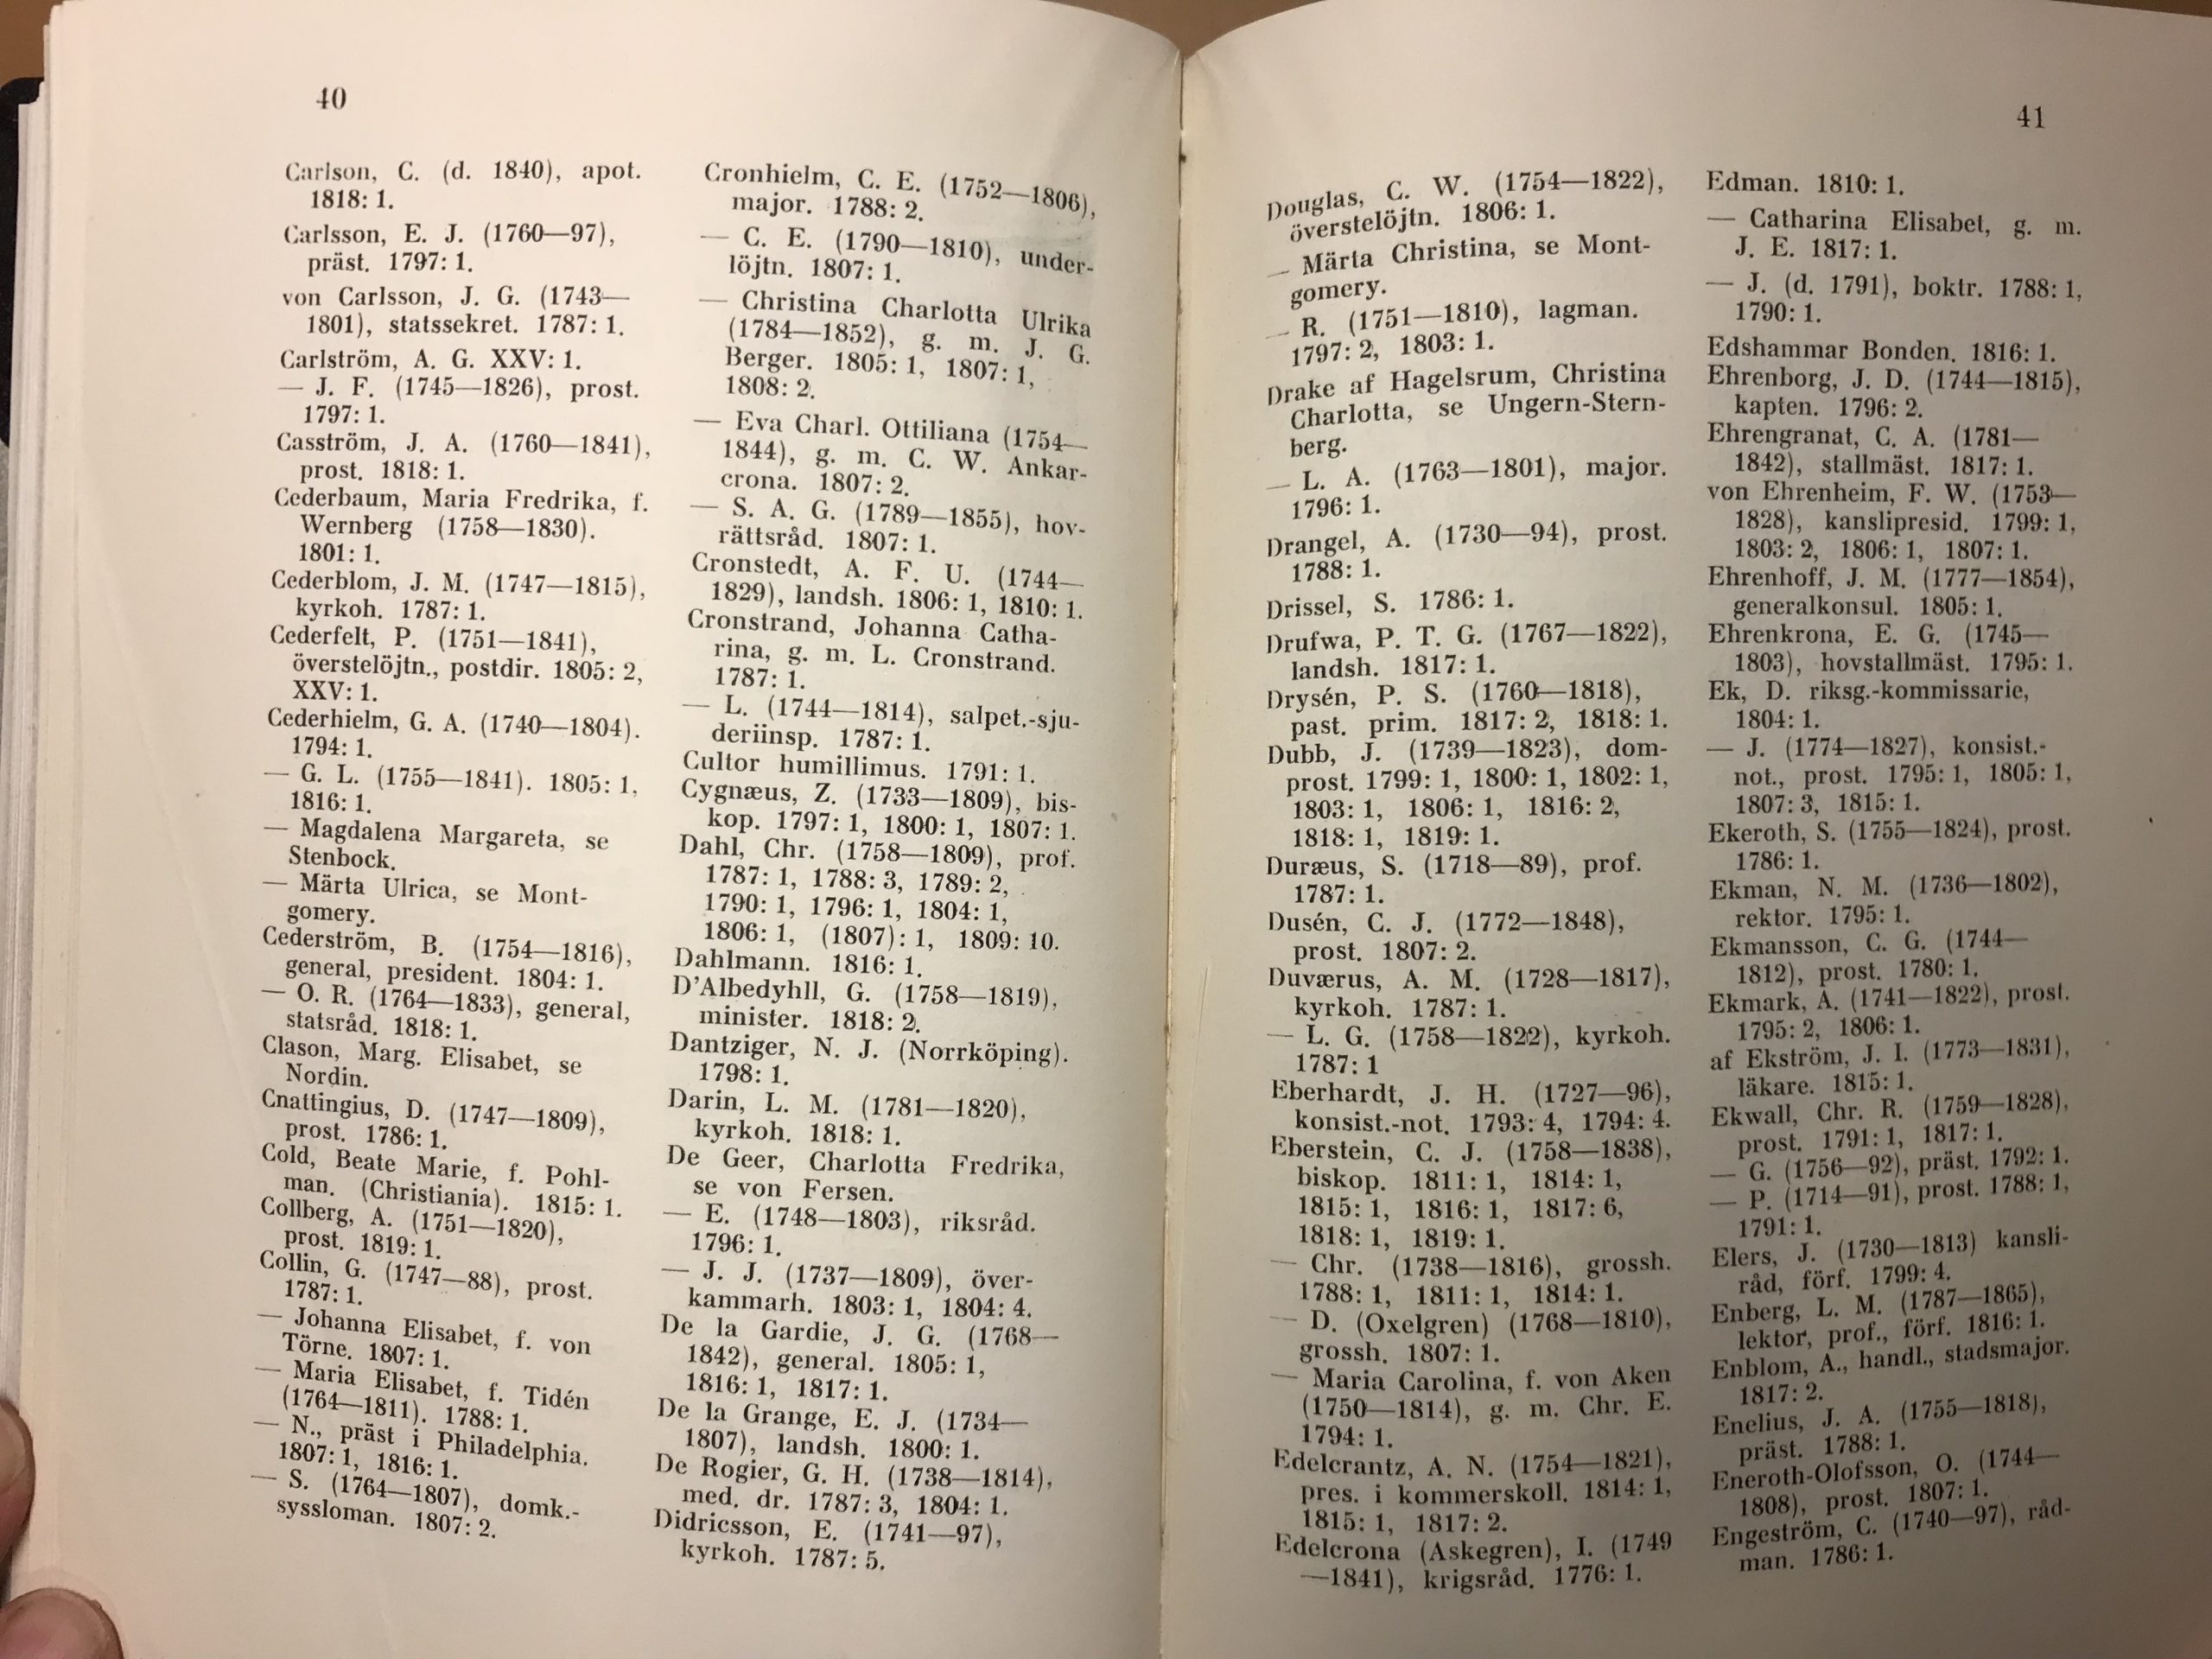 40
Carlson, C. (d. 1840), apot.
1818: 1.
Carlsson, E. J. (1760—97),
präst. 1797: 1.
von Carlsson, J. G. (1743—
1801), statssekret. 1787: 1.
Carlström, A. G. XXV: 1.
— J. F. (1745—1826), prost.
1797: 1.
Casström, J. A. (1760—1841),
prost. 1818: 1.
Cederbaum, Maria Fredrika, f.
Wernberg (1758—1830).
1801: 1.
Cederblom, J. M. (1747—1815),
kyrkoh. 1787: 1.
Cederfelt, P. (1751—1841),
överstelöjtn., postdir. 1805: 2,
XXV: 1.
Cederhielm, G. A. (1740—1804).
1794: 1.
— G. L. (1755—1841). 1805: 1,
1816: 1.
— Magdalena Margareta, se
Stenbock.
— Märta Ulrica, se Mont-
gomery.
Cederström, B. (1754—1816),
general, president. 1804: 1.
— O. R. (1764—1833), general,
statsråd. 1818: 1.
Clason, Marg. Elisabet, se
Nordin.
Cnattingius, D. (1747—1809),
prost. 1786: 1.
Cold, Beate Marie, f. Pohl-
man. (Christiania). 1815: 1.
Collberg, A. (1751—1820),
prost. 1819: 1.
Collin, G. (1747—88), prost.
1787: 1.
— Johanna Elisabet, f. von
Törne. 1807: 1.
— Maria Elisabet, f. Tidén
(1764—1811). 1788: 1.
— N., präst i Philadelphia.
1807: 1, 1816: 1.
— S. (1764—1807), domk.-
syssloman. 1807: 2.
Cronhielm, C. E. (1752—1806),
major. 1788: 2.
— C. E. (1790—1810), under-
löjtn. 1807: 1.
— Christina Charlotta Ulrika
(1784—1852), g. m. J. G.
Berger. 1805: 1, 1807: 1,
1808: 2.
— Eva Charl. Ottiliana (1754—
1844), g. m. C. W. Ankar-
crona. 1807: 2.
— S. A. G. (1789—1855), hov-
rättsråd. 1807: 1.
Cronstedt, A. F. U. (1744—
1829), landsh. 1806: 1, 1810: 1.
Cronstrand, Johanna Catha-
rina, g. m. L. Cronstrand.
1787: 1.
— L. (1744—1814), salpet.-sju-
deriinsp. 1787: 1.
Cultor humillimus. 1791: 1.
Cygnæus, Z. (1733—1809), bis-
kop. 1797: 1, 1800: 1, 1807: 1.
Dahl, Chr. (1758—1809), prof.
1787: 1, 1788: 3, 1789: 2,
1790: 1, 1796: 1, 1804: 1,
1806: 1, (1807): 1, 1809: 10.
Dahlmann. 1816: 1.
D'Albedyhll, G. (1758—1819),
minister. 1818: 2.
Dantziger, N. J. (Norrköping).
1798: 1.
Darin, L. M. (1781—1820),
kyrkoh. 1818: 1.
De Geer, Charlotta Fredrika,
se von Fersen.
— E. (1748—1803), riksråd.
1796: 1.
— J. J. (1737—1809), över-
kammarh. 1803: 1, 1804: 4.
De la Gardie, J. G. (1768—
1842), general. 1805: 1,
1816: 1, 1817: 1.
De la Grange, E. J. (1734—
1807), landsh. 1800: 1.
De Rogier, G. H. (1738—1814),
med. dr. 1787: 3, 1804: 1.
Didricsson, E. (1741—97),
kyrkoh. 1787: 5.
41
Douglas, C. W. (1754—1822),
överstelöjtn. 1806: 1.
— Märta Christina, se Mont-
gomery.
— R. (1751—1810), lagman.
1797: 2, 1803: 1.
Drake af Hagelsrum, Christina
Charlotta, se Ungern-Stern-
berg.
— L. A. (1763—1801), major.
1796: 1.
Drangel, A. (1730—94), prost.
1788: 1.
Drissel, S. 1786: 1.
Drufwa, P. T. G. (1767—1822),
landsh. 1817: 1.
Drysén, P. S. (1760—1818),
past. prim. 1817: 2, 1818: 1.
Dubb, J. (1739—1823), dom-
prost. 1799: 1, 1800: 1, 1802: 1,
1803: 1, 1806: 1, 1816: 2,
1818: 1, 1819: 1.
Duræus, S. (1718—89), prof.
1787: 1.
Dusén, C. J. (1772—1848),
prost. 1807: 2.
Duværus, A. M. (1728—1817),
kyrkoh. 1787: 1.
— L. G. (1758—1822), kyrkoh.
1787: 1
Eberhardt, J. H. (1727—96),
konsist.-not. 1793: 4, 1794: 4.
Eberstein, C. J. (1758—1838),
biskop. 1811: 1, 1814: 1,
1815: 1, 1816: 1, 1817: 6,
1818: 1, 1819: 1.
— Chr. (1738—1816), grossh.
1788: 1, 1811: 1, 1814: 1.
— D. (Oxelgren) (1768—1810),
grossh. 1807: 1.
— Maria Carolina, f. von Aken
(1750—1814), g. m. Chr. E.
1794: 1.
Edelcrantz, A. N. (1754—1821),
pres. i kommerskoll. 1814: 1,
1815: 1, 1817: 2.
Edelcrona (Askegren), I. (1749
—1841), krigsråd. 1776: 1.
Edman. 1810: 1.
— Catharina Elisabet, g. m.
J. E. 1817: 1.
— J. (d. 1791), boktr. 1788: 1,
1790: 1.
Edshammar Bonden. 1816: 1.
Ehrenborg, J. D. (1744—1815),
kapten. 1796: 2.
Ehrengranat, C. A. (1781—
1842), stallmäst. 1817: 1.
von Ehrenheim, F. W. (1753—
1828), kanslipresid. 1799: 1,
1803: 2, 1806: 1, 1807: 1.
Ehrenhoff, J. M. (1777—1854),
generalkonsul. 1805: 1.
Ehrenkrona, E. G. (1745—
1803), hovstallmäst. 1795: 1.
Ek, D. riksg.-kommissarie,
1804: 1.
— J. (1774—1827), konsist.-
not., prost. 1795: 1, 1805: 1,
1807: 3, 1815: 1.
Ekeroth, S. (1755—1824), prost.
1786: 1.
Ekman, N. M. (1736—1802),
rektor. 1795: 1.
Ekmansson, C. G. (1744—
1812), prost. 1780: 1.
Ekmark, A. (1741—1822), prost.
1795: 2, 1806: 1.
af Ekström, J. I. (1773—1831),
läkare. 1815: 1.
Ekwall, Chr. R. (1759—1828),
prost. 1791: 1, 1817: 1.
— G. (1756—92), präst. 1792: 1.
— P. (1714—91), prost. 1788: 1,
1791: 1.
Elers, J. (1730—1813) kansli-
råd, förf. 1799: 4.
Enberg, L. M. (1787—1865),
lektor, prof., förf. 1816: 1.
Enblom, A., handl., stadsmajor.
1817: 2.
Enelius, J. A. (1755—1818),
präst. 1788: 1.
Eneroth-Olofsson, O. (1744—
1808), prost. 1807: 1.
Engeström, C. (1740—97), råd-
man. 1786: 1.